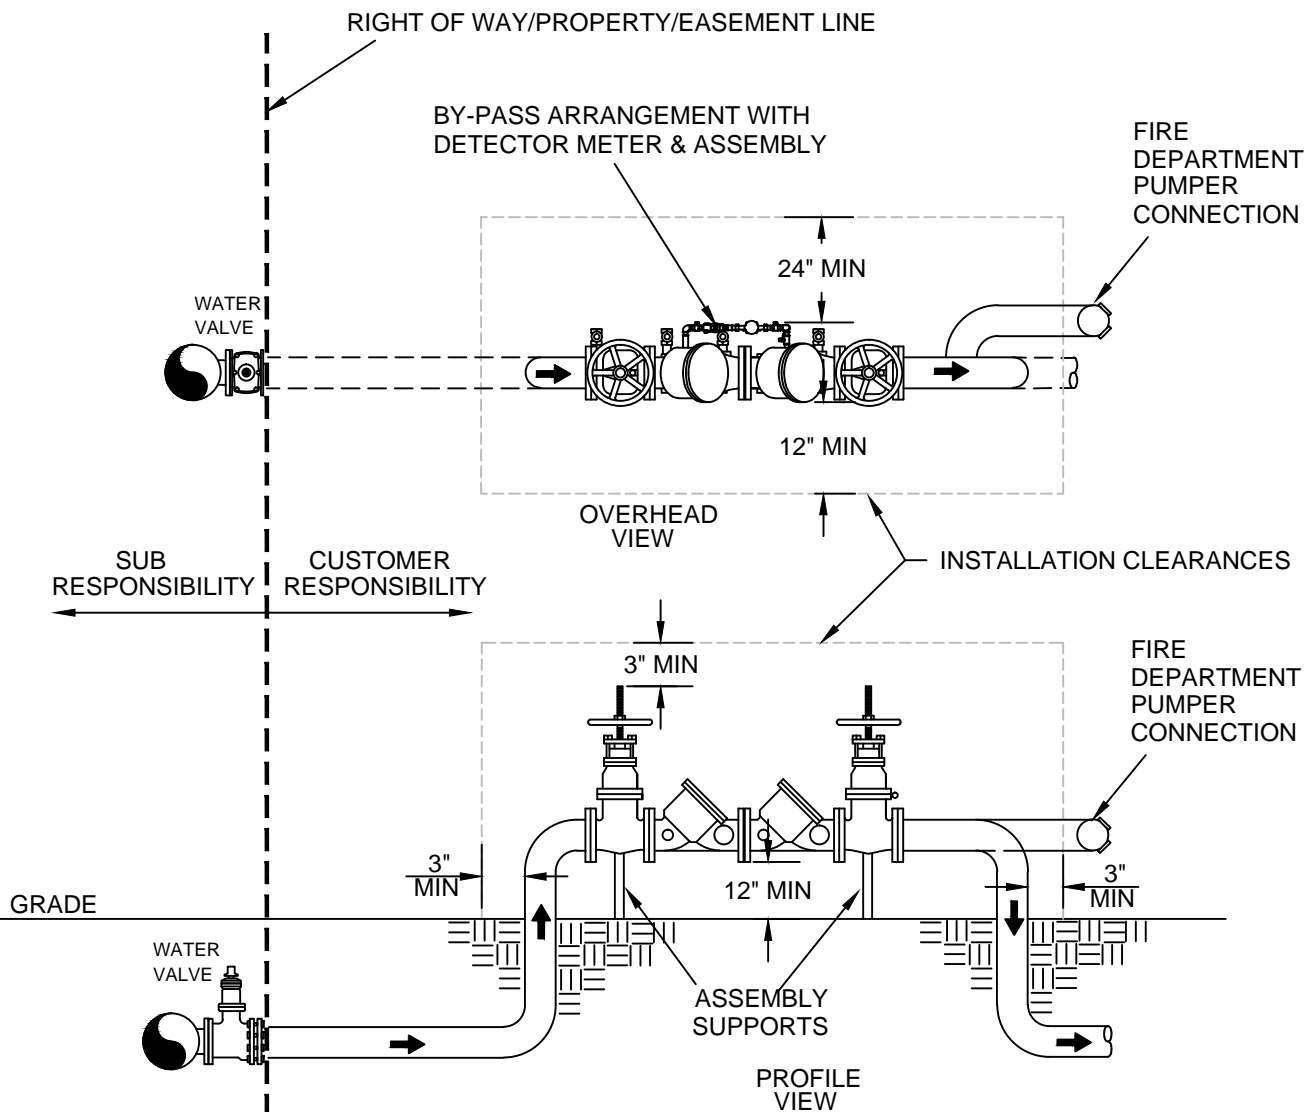 RIGHT OF WAY/PROPERTY/EASEMENT LINE
BY-PASS ARRANGEMENT WITH
DETECTOR METER & ASSEMBLY
FIRE
DEPARTMENT
PUMPER
CONNECTION
24" MIN
WATER
VALVE
12" MIN
OVERHEAD
VIEW
SUB
RESPONSIBILITY
CUSTOMER
RESPONSIBILITY
INSTALLATION CLEARANCES
3" MIN
FIRE
DEPARTMENT
PUMPER
CONNECTION
3"
MIN
12" MIN
3"
MIN
GRADE
WATER
VALVE
ASSEMBLY
SUPPORTS
PROFILE
VIEW